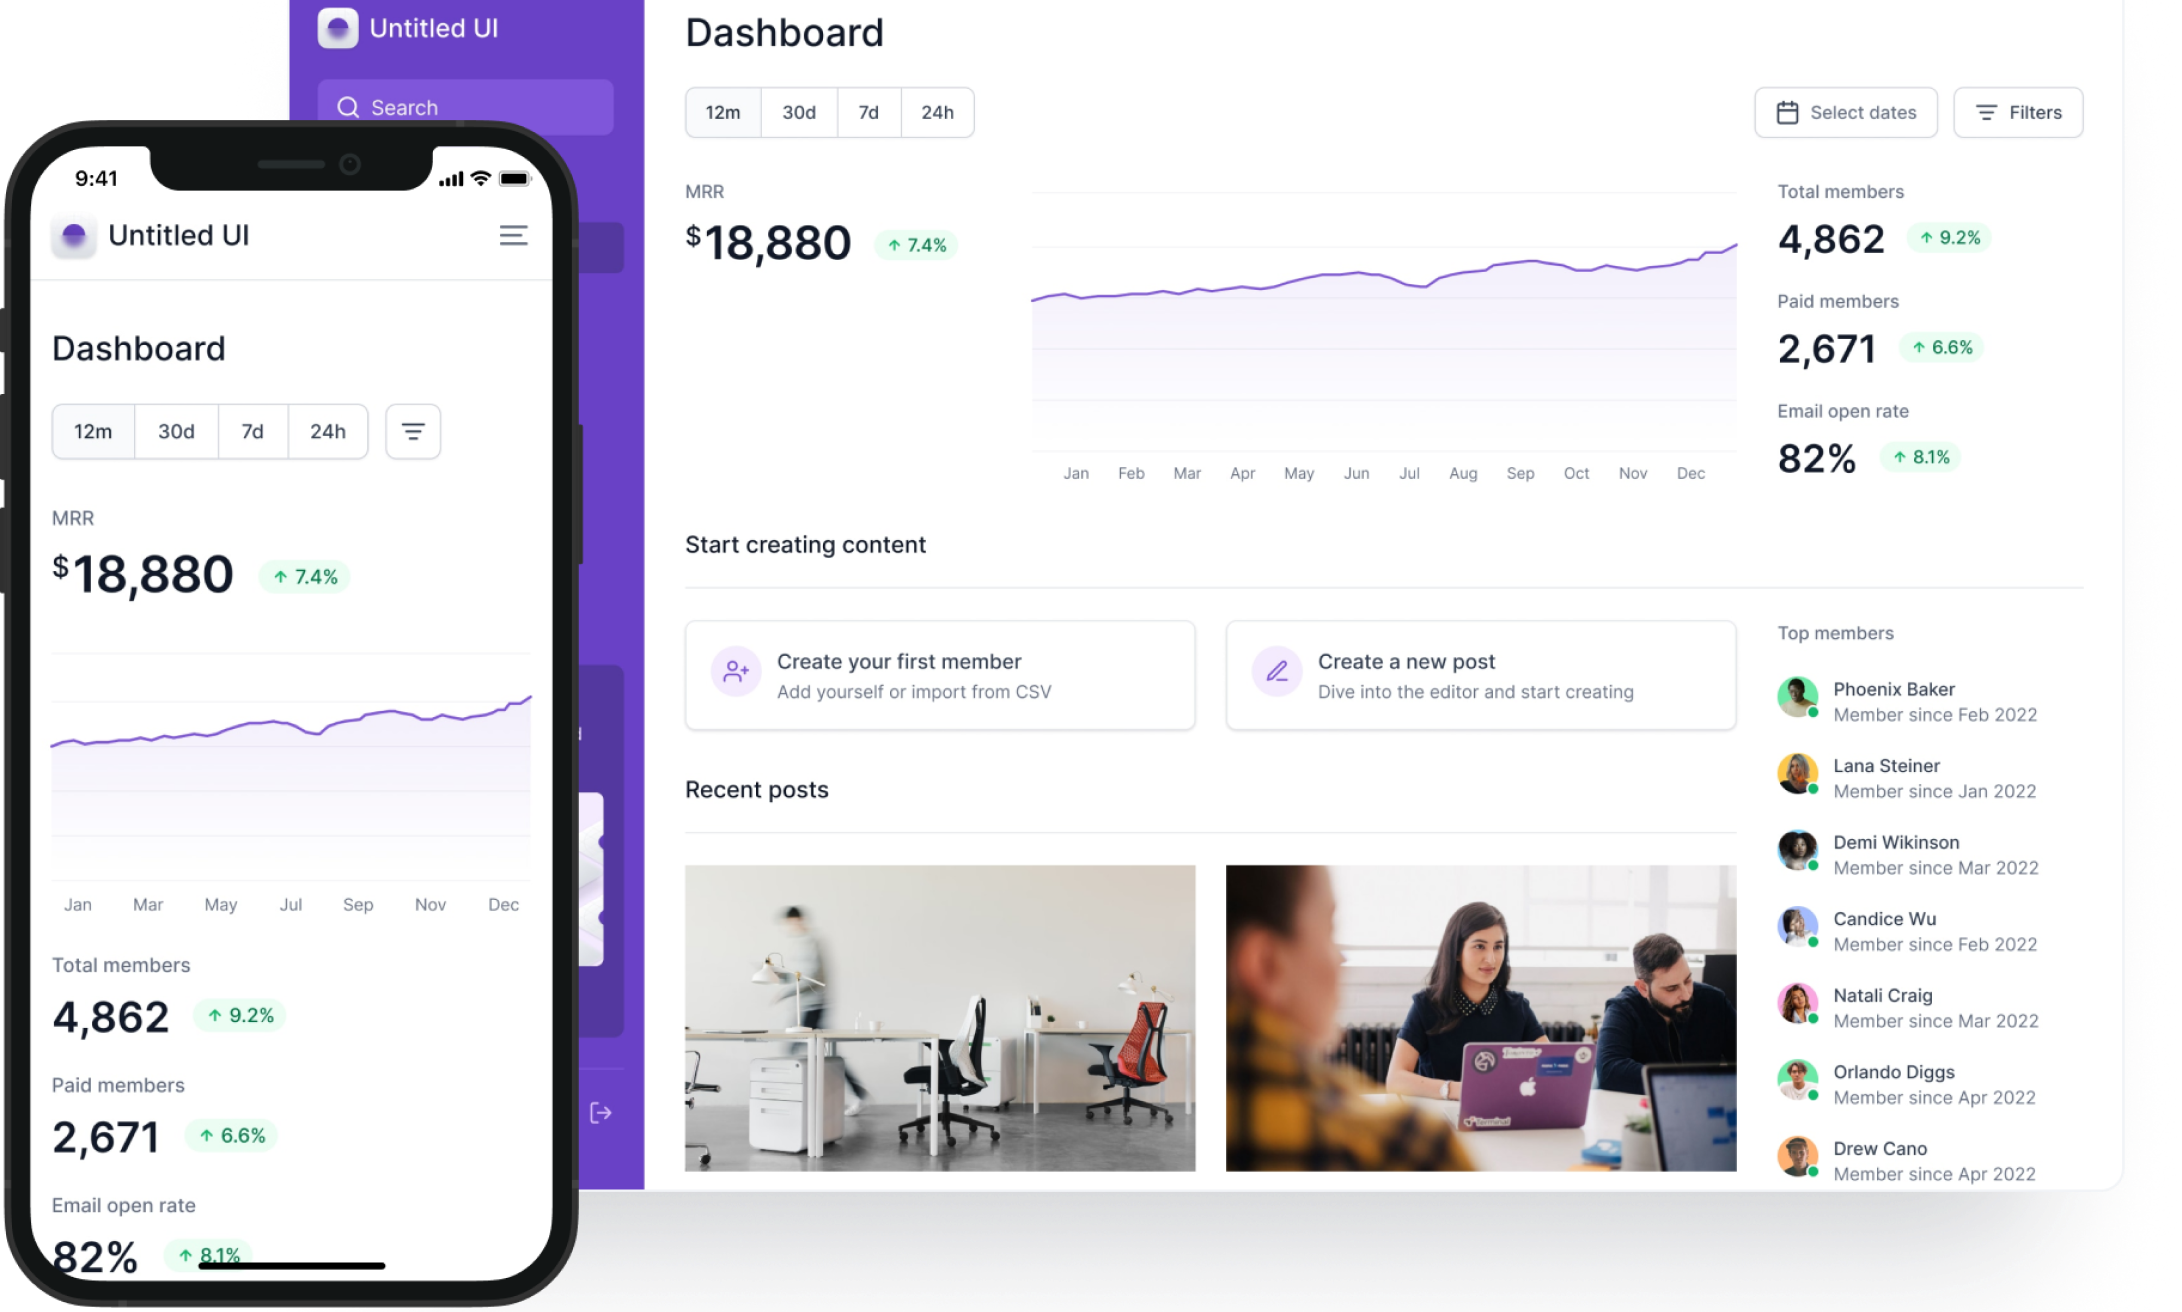 Untitled UI
Search
9:41
Untitled UI
Dashboard
12m 30d 7d 24h
MRR
$18,880 ↑ 7.4%
Jan Mar May Jul Sep Nov Dec
Total members
4,862 ↑ 9.2%
Paid members
2,671 ↑ 6.6%
Email open rate
82% ↑ 8.1%
Dashboard
12m 30d 7d 24h
Select dates
Filters
MRR
$18,880 ↑ 7.4%
Jan Feb Mar Apr May Jun Jul Aug Sep Oct Nov Dec
Total members
4,862 ↑ 9.2%
Paid members
2,671 ↑ 6.6%
Email open rate
82% ↑ 8.1%
Start creating content
Create your first member
Add yourself or import from CSV
Create a new post
Dive into the editor and start creating
Recent posts
Top members
Phoenix Baker
Member since Feb 2022
Lana Steiner
Member since Jan 2022
Demi Wikinson
Member since Mar 2022
Candice Wu
Member since Feb 2022
Natali Craig
Member since Mar 2022
Orlando Diggs
Member since Apr 2022
Drew Cano
Member since Apr 2022